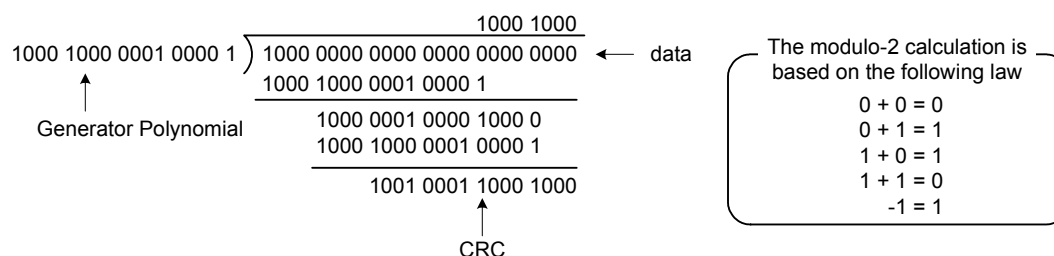 1000 1000
1000 1000 0001 0000 1
1000 0000 0000 0000 0000 0000
data
1000 1000 0001 0000 1
Generator Polynomial
1000 0001 0000 1000 0
1000 1000 0001 0000 1
1001 0001 1000 1000
CRC
The modulo-2 calculation is
based on the following law
0 + 0 = 0
0 + 1 = 1
1 + 0 = 1
1 + 1 = 0
-1 = 1